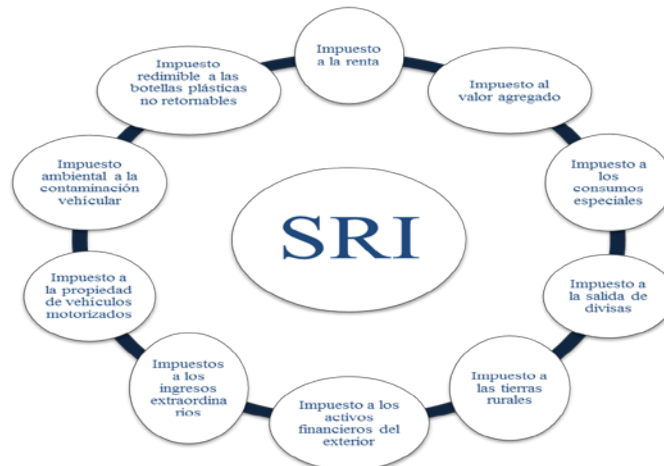 Impuesto
a la renta
Impuesto al
valor agregado
Impuesto a
los
consumos
especiales
Impuesto a
la salida de
divisas
Impuesto a
las tierras
rurales
Impuesto a los
activos
financieros del
exterior
Impuestos
a los
ingresos
extraordina
rios
Impuesto a
la propiedad
de vehículos
motorizados
Impuesto
ambiental a la
contaminación
vehícular
Impuesto
redimible a las
botellas plásticas
no retornables
SRI